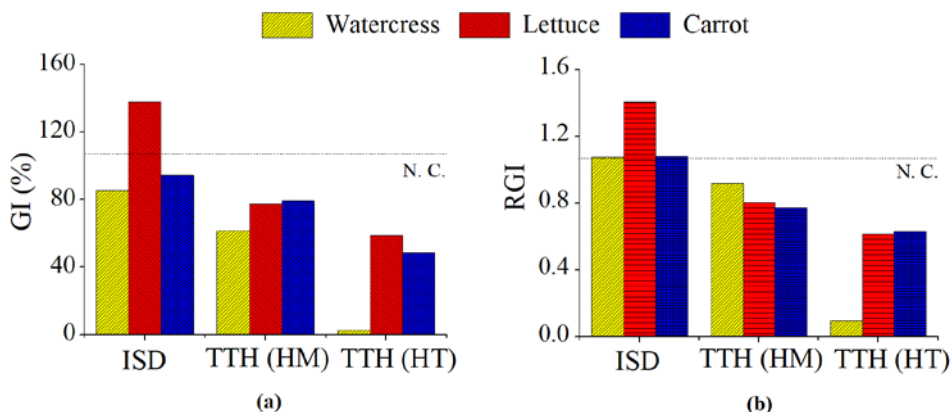 Watercress Lettuce Carrot
GI (%)
160
120
80
40
0
N. C.
ISD TTH (HM) TTH (HT)
(a)
RGI
1.6
1.2
0.8
0.4
0.0
N. C.
ISD TTH (HM) TTH (HT)
(b)